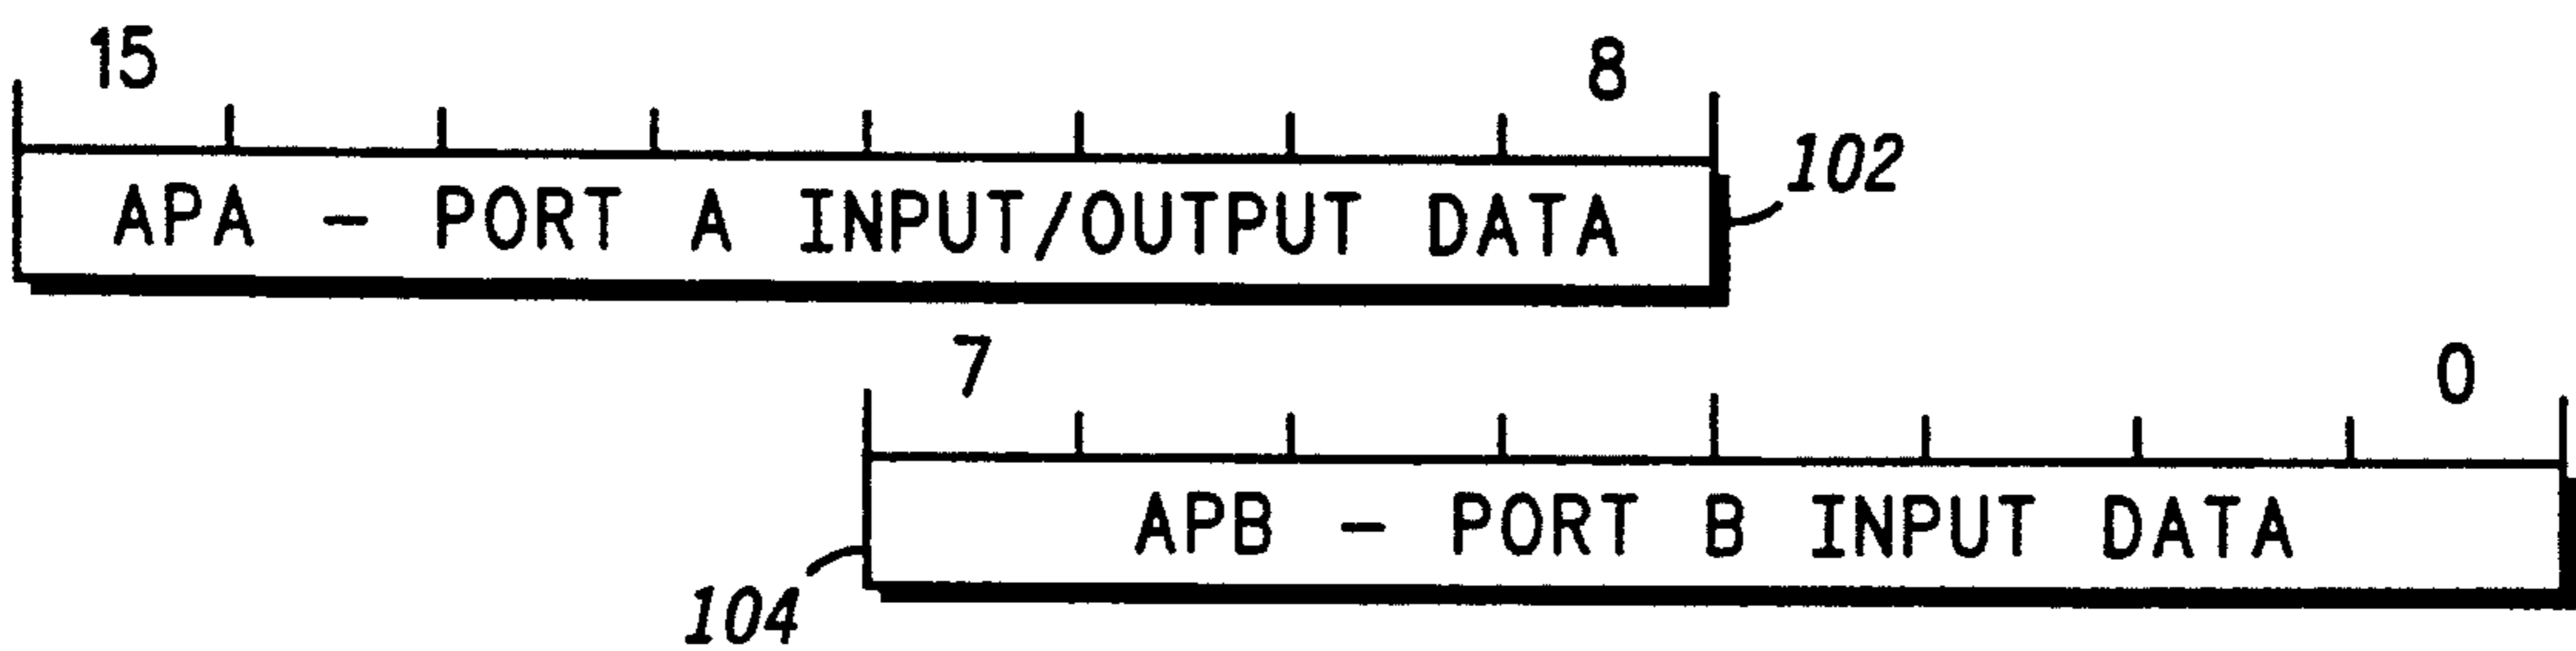 15 8
APA - PORT A INPUT/OUTPUT DATA
102
7 0
APB - PORT B INPUT DATA
104